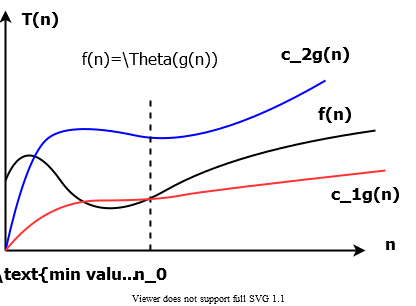 T(n)
f(n)=\Theta(g(n))
c_2g(n)
f(n)
c_1g(n)
n
\text{min valu...n_0
Viewer does not support full SVG 1.1